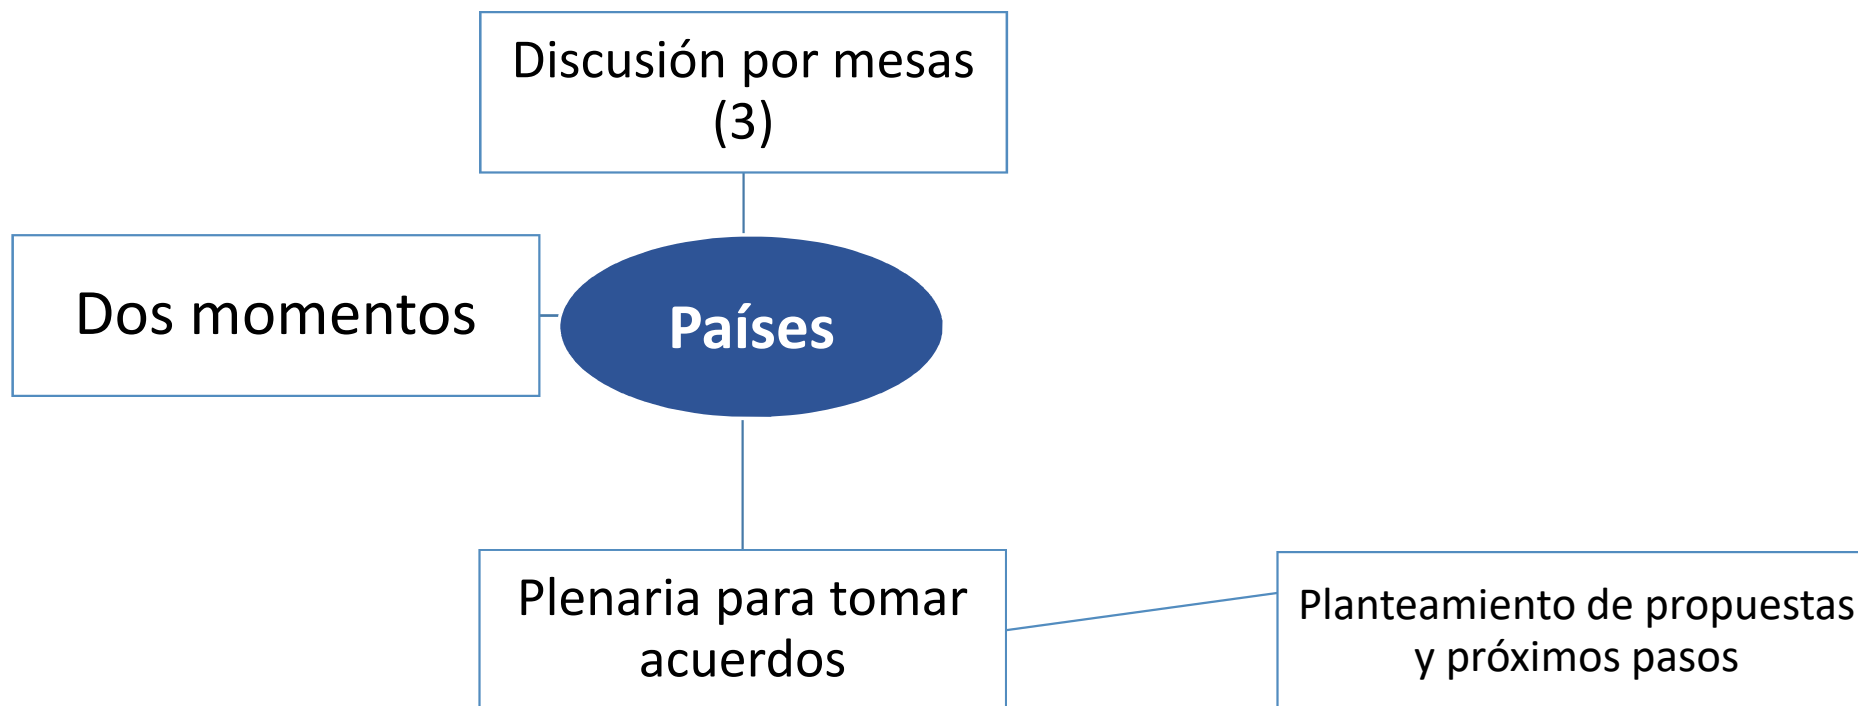 Discusión por mesas
(3)
Dos momentos
Países
Plenaria para tomar
acuerdos
Planteamiento de propuestas
y próximos pasos